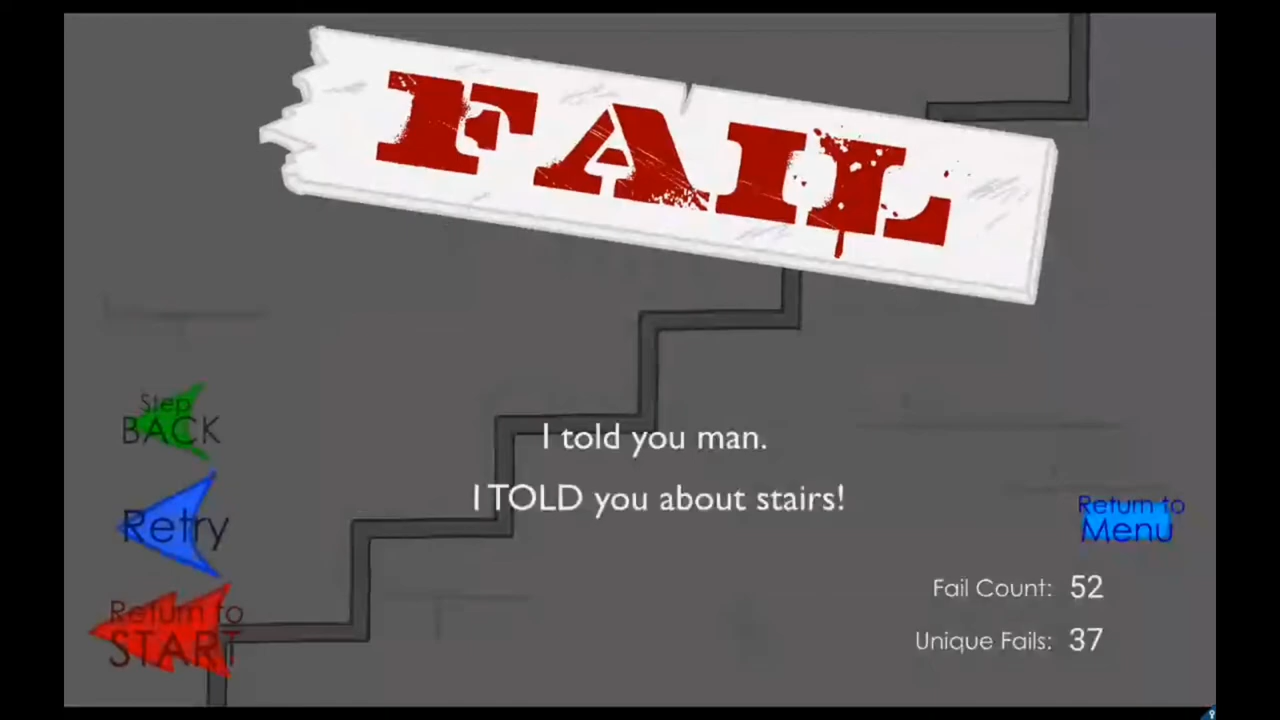 FAIL
Step
BACK
I told you man.
Retry
I TOLD you about stairs!
Return to
Menu
Return to
START
Fail Count: 52
Unique Fails: 37